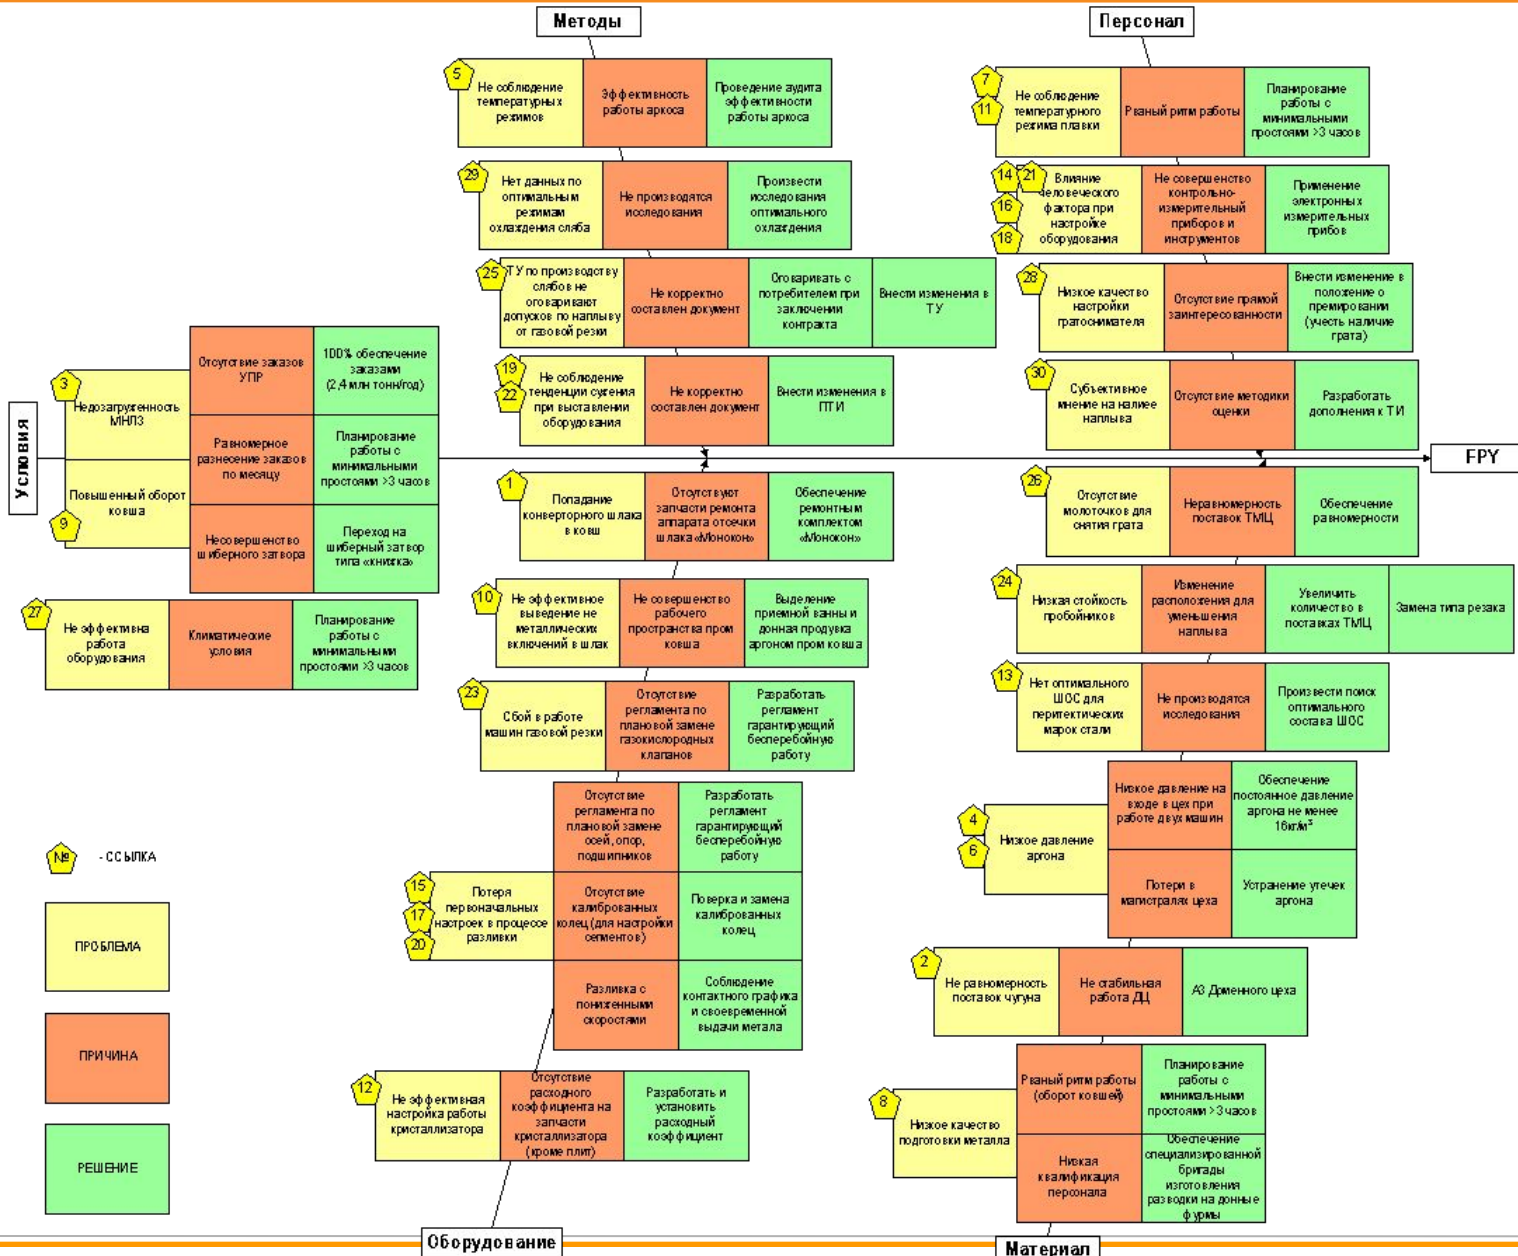 Методы
5
Не соблюдение
температурных
режимов
Эффективность
работы аркоса
Проведение аудита
эффективности
работы аркоса
29
Нет данных по
оптимальным
режимам
охлаждения сляба
Не производятся
исследования
Произвести
исследования
оптимального
охлаждения
25
ТУ по производству
слябов не
оговаривают
допусков по наплыву
от газовой резки
Не корректно
составлен документ
Оговаривать с
потребителем при
заключении
контракта
Внести изменения в
ТУ
19
22
Не соблюдение
тенденции сужения
при выставлении
оборудования
Не корректно
составлен документ
Внести изменения в
ПТИ
Персонал
7
11
Не соблюдение
температурного
режима плавки
Рваный ритм работы
Планирование
работы с
минимальными
простоями >3 часов
14
21
16
18
Влияние
человеческого
фактора при
настройке
оборудования
Не совершенство
контрольно-
измерительный
приборов и
инструментов
Применение
электронных
измерительных
прибов
28
Низкое качество
настройки
гратоснимателя
Отсутствие прямой
заинтересованности
Внести изменение в
положение о
премировании
(учесть наличие
грата)
30
Субъективное
мнение на налиее
наплыва
Отсутствие методики
оценки
Разработать
дополнения к ТИ
Условия
3
Недозагруженность
МНЛЗ
9
Повышенный оборот
ковша
Отсутствие заказов
УПР
100% обеспечение
заказами
(2,4 млн тонн/год)
Равномерное
разнесение заказов
по месяцу
Планирование
работы с
минимальными
простоями >3 часов
Несовершенство
шиберного затвора
Переход на
шиберный затвор
типа «книжка»
27
Не эффективна
работа
оборудования
Климатические
условия
Планирование
работы с
минимальными
простоями >3 часов
FPY
1
Попадание
конверторного шлака
в ковш
Отсутствуют
запчасти ремонта
аппарата отсечки
шлака «Монокон»
Обеспечение
ремонтным
комплектом
«Монокон»
10
Не эффективное
выведение не
металлических
включений в шлак
Не совершенство
рабочего
пространства пром
ковша
Выделение
приемной ванны и
донная продувка
аргоном пром ковша
23
Сбой в работе
машин газовой резки
Отсутствие
регламента по
плановой замене
газокислородных
клапанов
Разработать
регламент
гарантирующий
бесперебойную
работу
15
17
20
Потеря
первоначальных
настроек в процессе
разливки
Отсутствие
регламента по
плановой замене
осей, опор,
подшипников
Разработать
регламент
гарантирующий
бесперебойную
работу
Отсутствие
калиброванных
колец (для настройки
сегментов)
Поверка и замена
калиброванных
колец
Разливка с
пониженными
скоростями
Соблюдение
контактного графика
и своевременной
выдачи метала
12
Не эффективная
настройка работы
кристаллизатора
Отсутствие
расходного
коэффициента на
запчасти
кристаллизатора
(кроме плит)
Разработать и
установить
расходный
коэффициент
Оборудование
26
Отсутствие
молоточков для
снятия грата
Неравномерность
поставок ТМЦ
Обеспечение
равномерности
24
Низкая стойкость
пробойников
Изменение
расположения для
уменьшения
наплыва
Увеличить
количество в
поставках ТМЦ
Замена типа резака
13
Нет оптимального
ШОС для
перитектических
марок стали
Не производятся
исследования
Произвести поиск
оптимального
состава ШОС
4
6
Низкое давление
аргона
Низкое давление на
входе в цех при
работе двух машин
Обеспечение
постоянное давление
аргона не менее
16кг/м³
Потери в
магистралях цеха
Устранение утечек
аргона
2
Не равномерность
поставок чугуна
Не стабильная
работа ДЦ
АЗ Доменного цеха
8
Низкое качество
подготовки металла
Рваный ритм работы
(оборот ковшей)
Планирование
работы с
минимальными
простоями >3 часов
Низкая
квалификация
персонала
Обеспечение
специализированной
бригады
изготовления
разводки на донные
фурмы
Материал
№
- ССЫЛКА
ПРОБЛЕМА
ПРИЧИНА
РЕШЕНИЕ